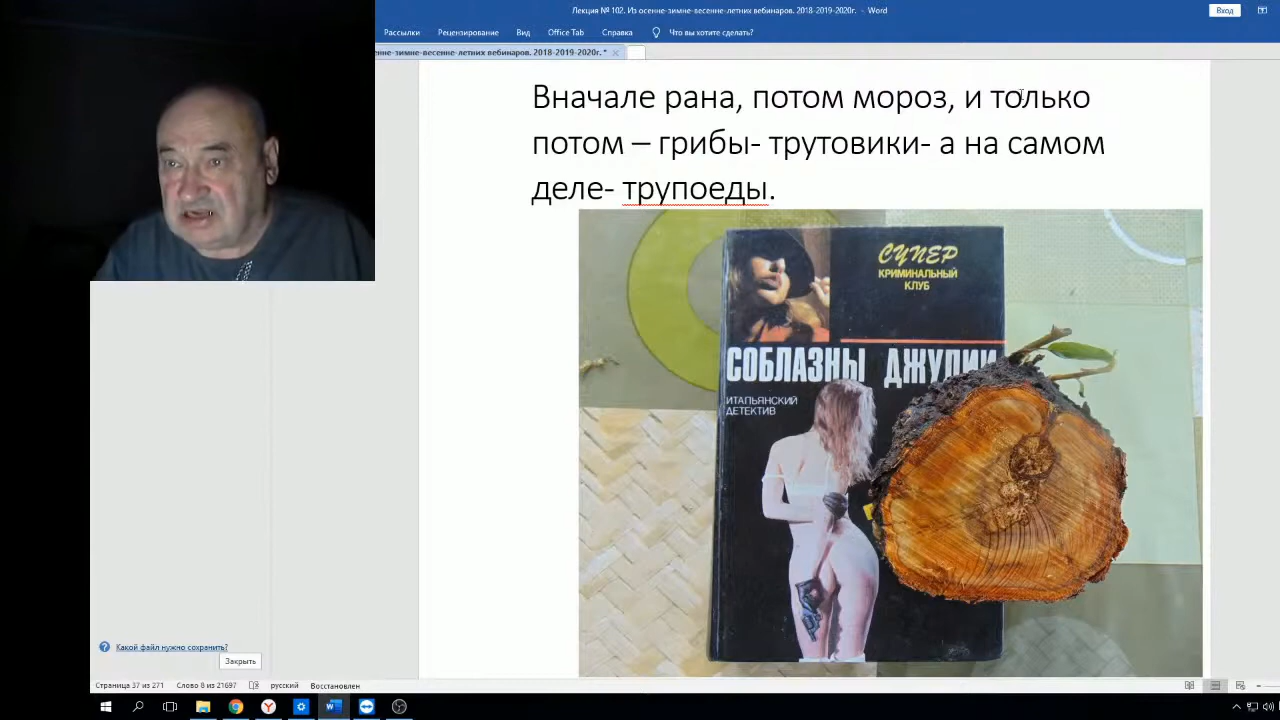 Лекция № 102. Из осенне-зимне-весенне-летних вебинаров. 2018-2019-2020г. - Word
Вход
Рассылки Рецензирование Вид Office Tab Справка Что вы хотите сделать?
нне-зимне-весенне-летних вебинаров. 2018-2019-2020г. *
Вначале рана, потом мороз, и только
потом – грибы- трутовики- а на самом
деле- трупоеды.
СУПЕР
КРИМИНАЛЬНЫЙ
КЛУБ
СОБЛАЗНЫ ДЖУЛИИ
ИТАЛЬЯНСКИЙ
ДЕТЕКТИВ
Какой файл нужно сохранить?
Закрыть
Страница 37 из 271 Слово 8 из 21697 русский Восстановлен